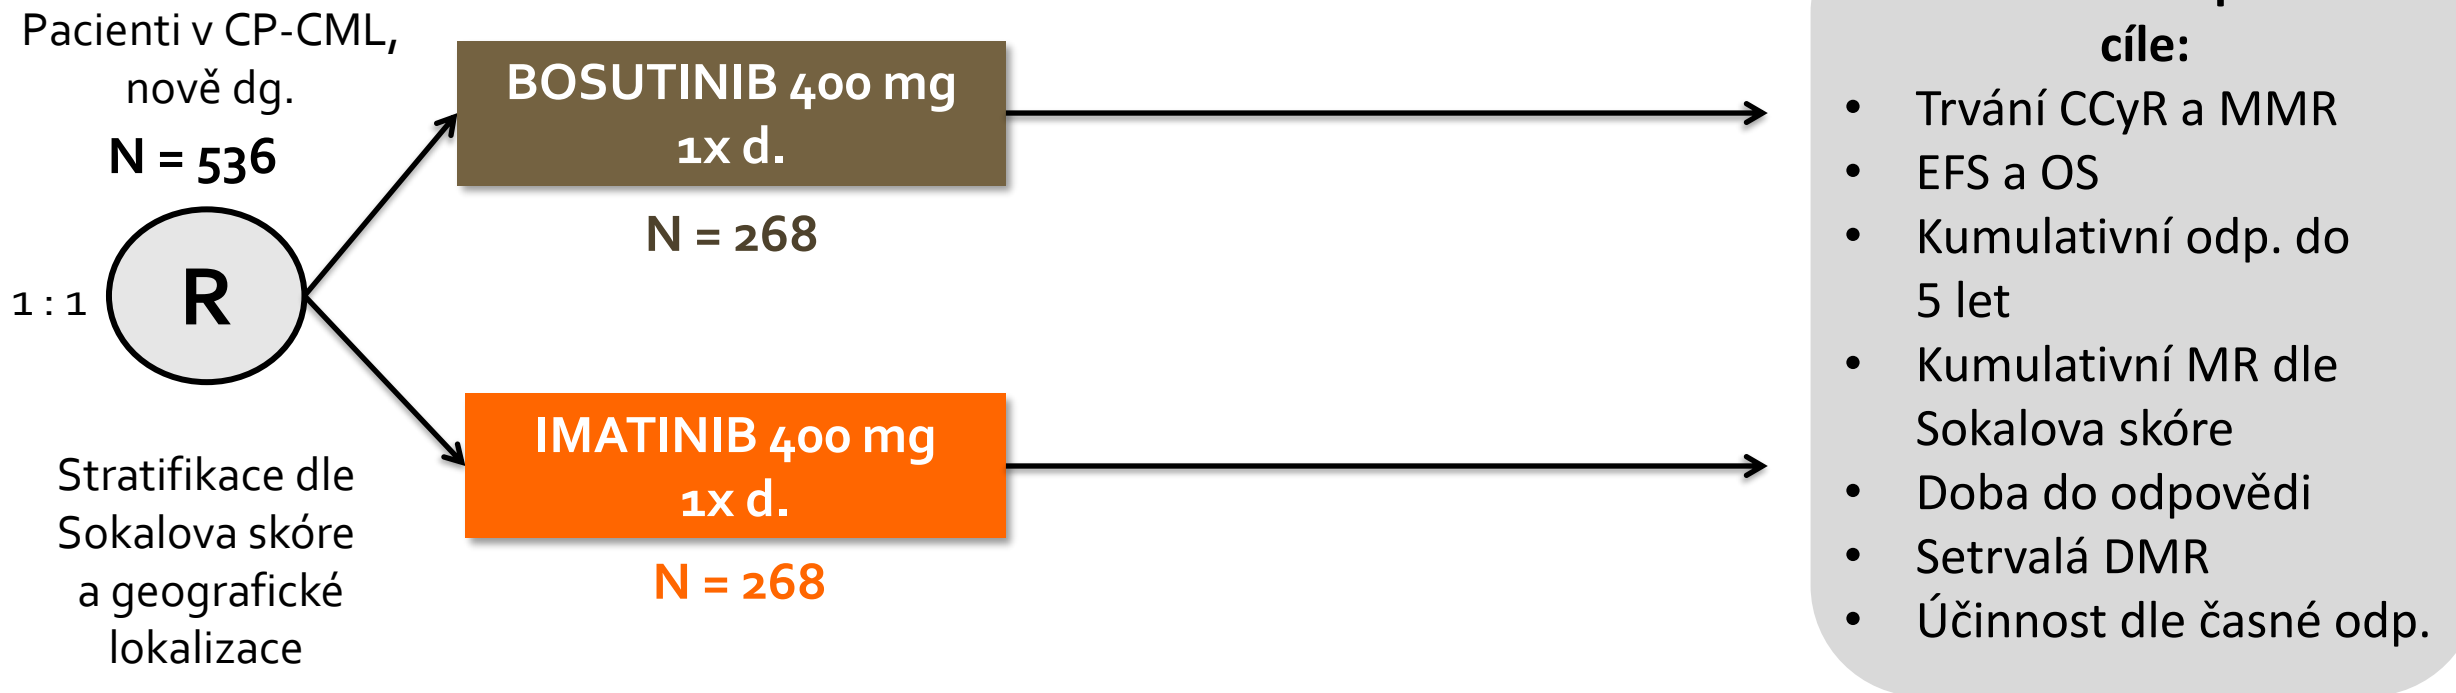 Pacienti v CP-CML,
nově dg.
N = 536
R
1 : 1
Stratifikace dle
Sokalova skóre
a geografické
lokalizace
BOSUTINIB 400 mg
1x d.
N = 268
IMATINIB 400 mg
1x d.
N = 268
cíle:
• Trvání CCyR a MMR
• EFS a OS
• Kumulativní odp. do
5 let
• Kumulativní MR dle
Sokalova skóre
• Doba do odpovědi
• Setrvalá DMR
• Účinnost dle časné odp.